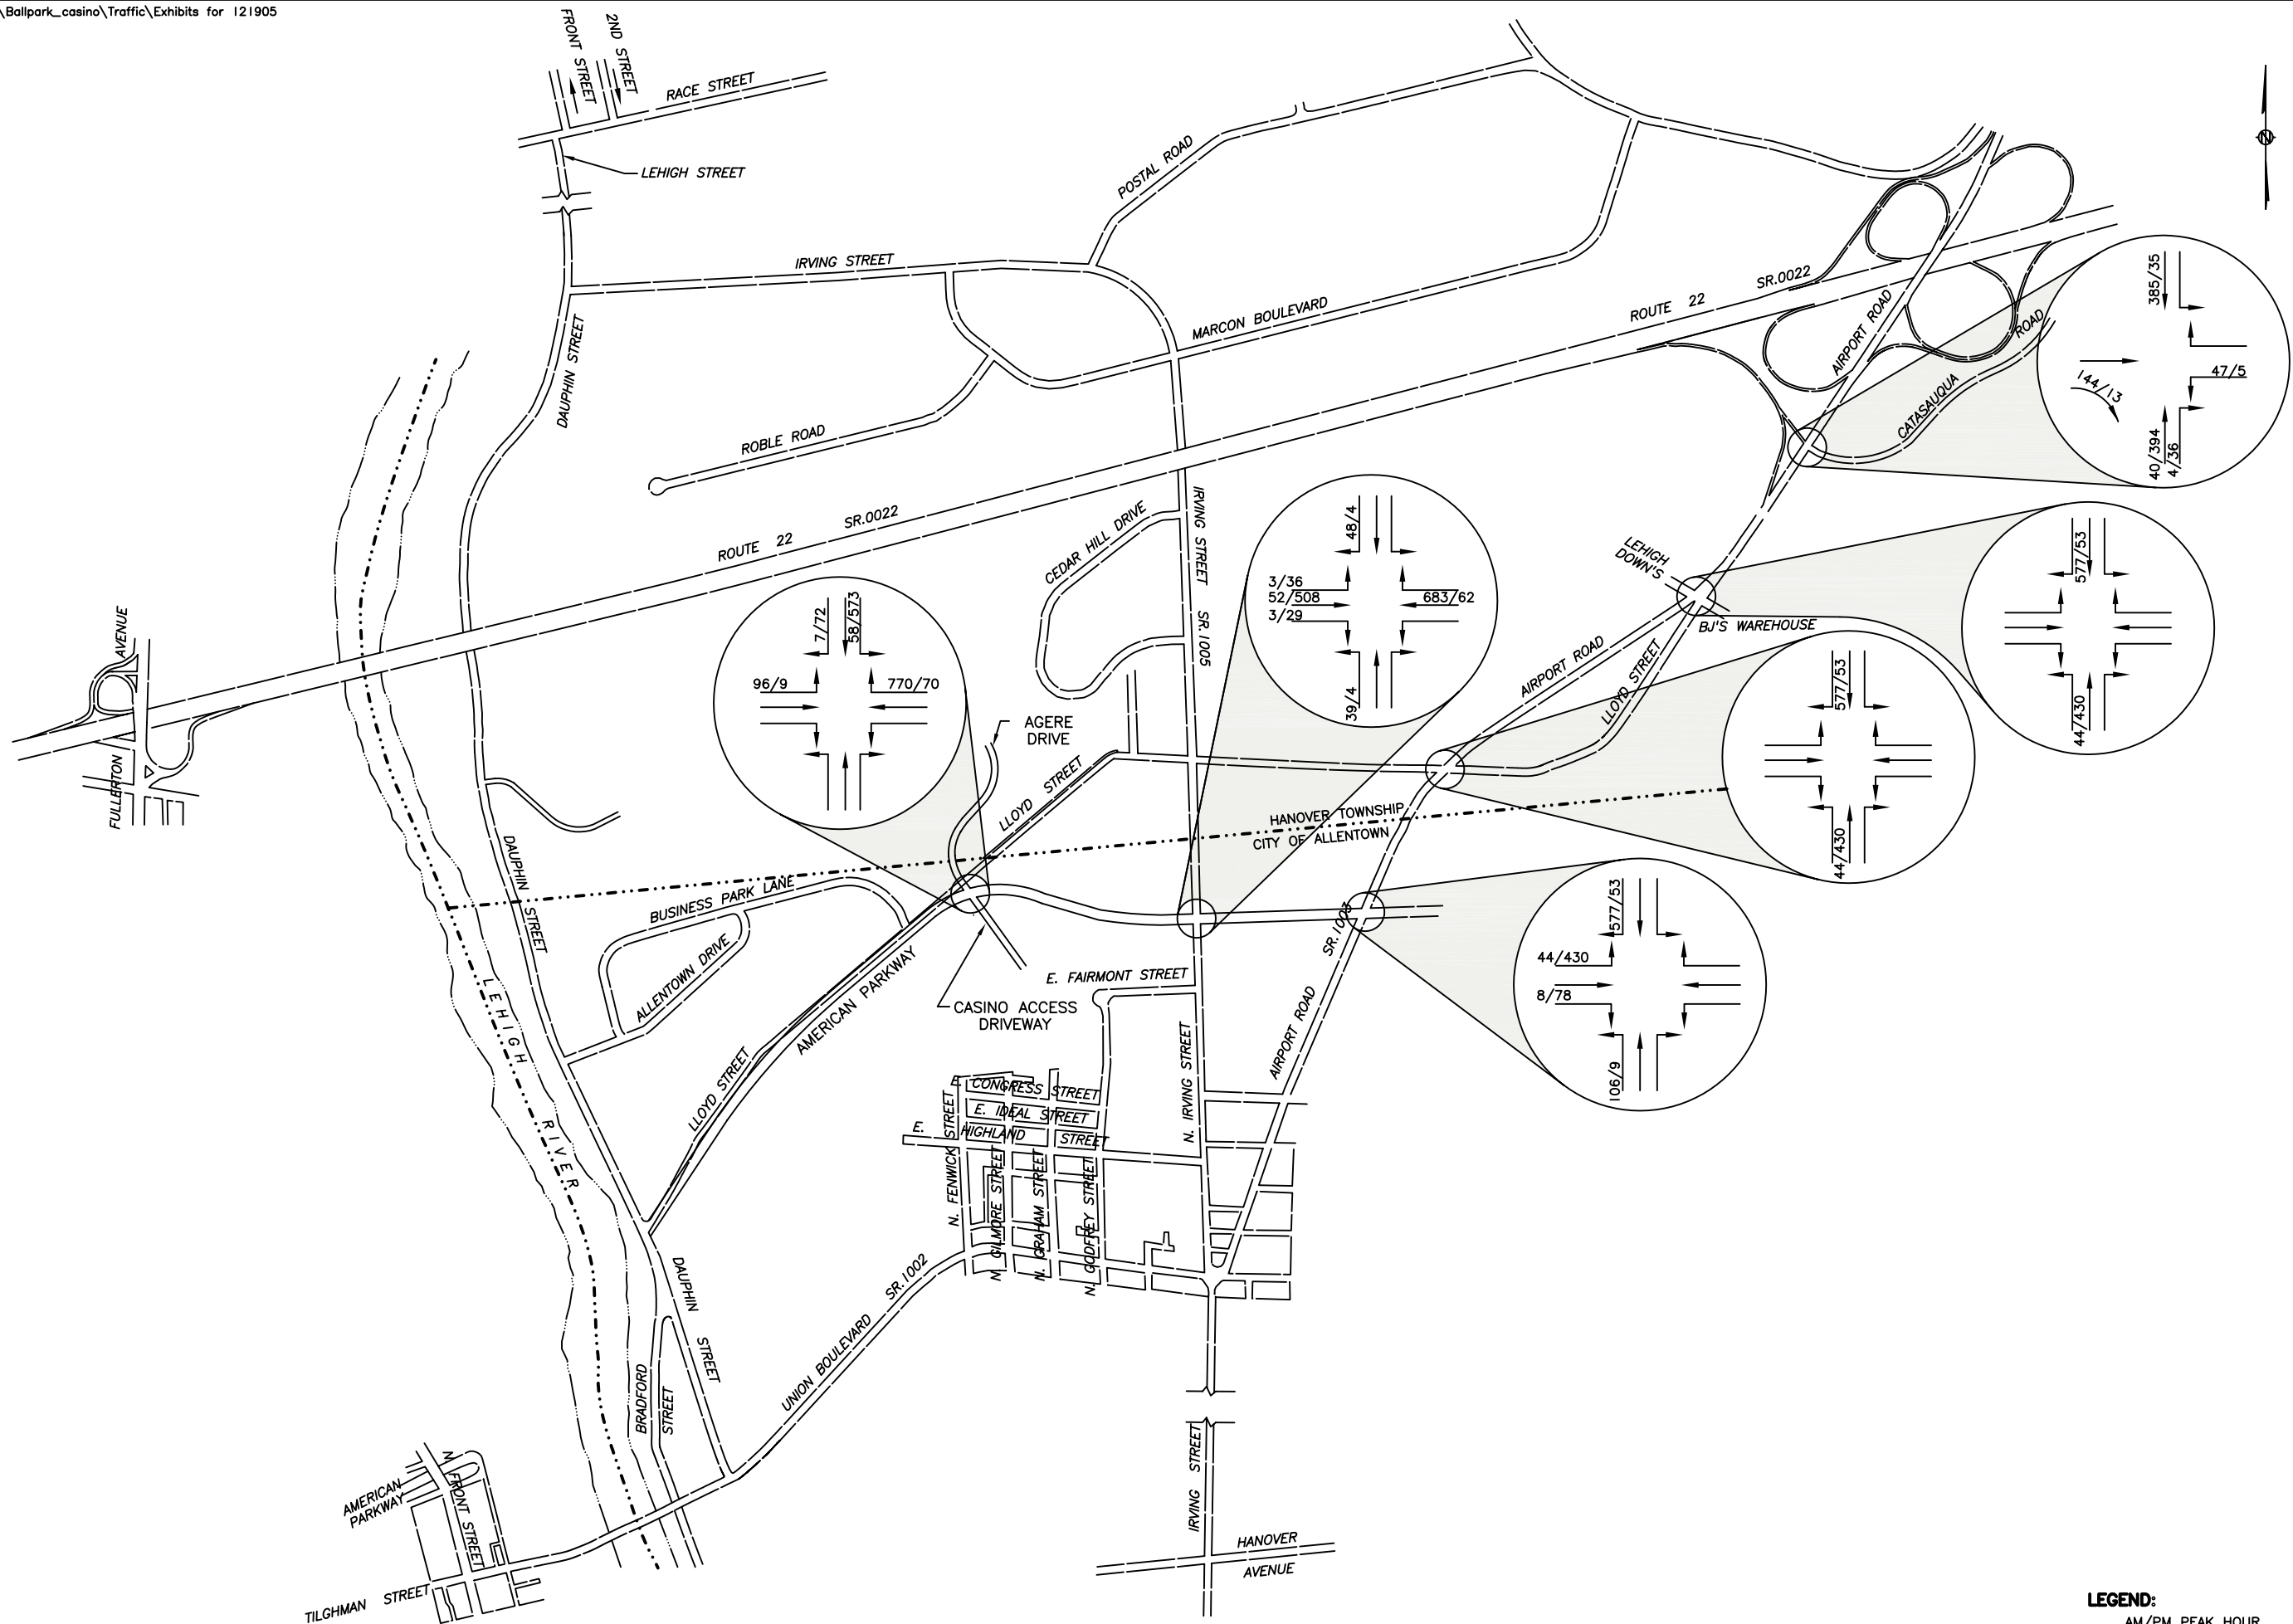 \Ballpark_casino\Traffic\Exhibits for 121905
FRONT STREET
2ND STREET
RACE STREET
LEHIGH STREET
POSTAL ROAD
IRVING STREET
MARCON BOULEVARD
DAUPHIN STREET
ROBLE ROAD
ROUTE 22
SR.0022
ROUTE 22
SR.0022
AIRPORT ROAD
CATASAUQUA ROAD
385/35
47/5
144/13
40/394
4/36
CEDAR HILL DRIVE
IRVING STREET
SR.1005
48/4
3/36
52/508
3/29
683/62
39/4
LEHIGH
DOWN'S
BJ'S WAREHOUSE
577/53
44/430
7/72
58/573
96/9
770/70
FULLERTON AVENUE
AGERE
DRIVE
AIRPORT ROAD
LLOYD STREET
577/53
44/430
LLOYD STREET
HANOVER TOWNSHIP
CITY OF ALLENTOWN
DAUPHIN STREET
BUSINESS PARK LANE
ALLENTOWN DRIVE
SR.1003
577/53
44/430
8/78
106/9
E. FAIRMONT STREET
AMERICAN PARKWAY
CASINO ACCESS
DRIVEWAY
LEHIGH RIVER
LLOYD STREET
N. IRVING STREET
AIRPORT ROAD
E. CONGRESS STREET
E. IDEAL STREET
E. HIGHLAND STREET
N. FENWICK STREET
N. GILMORE STREET
N. GRAHAM STREET
N. GODFREY STREET
DAUPHIN STREET
UNION BOULEVARD
SR.1002
BRADFORD
STREET
AMERICAN
PARKWAY
N FRONT STREET
TILGHMAN STREET
IRVING STREET
HANOVER
AVENUE
LEGEND:
AM/PM PEAK HOUR
N